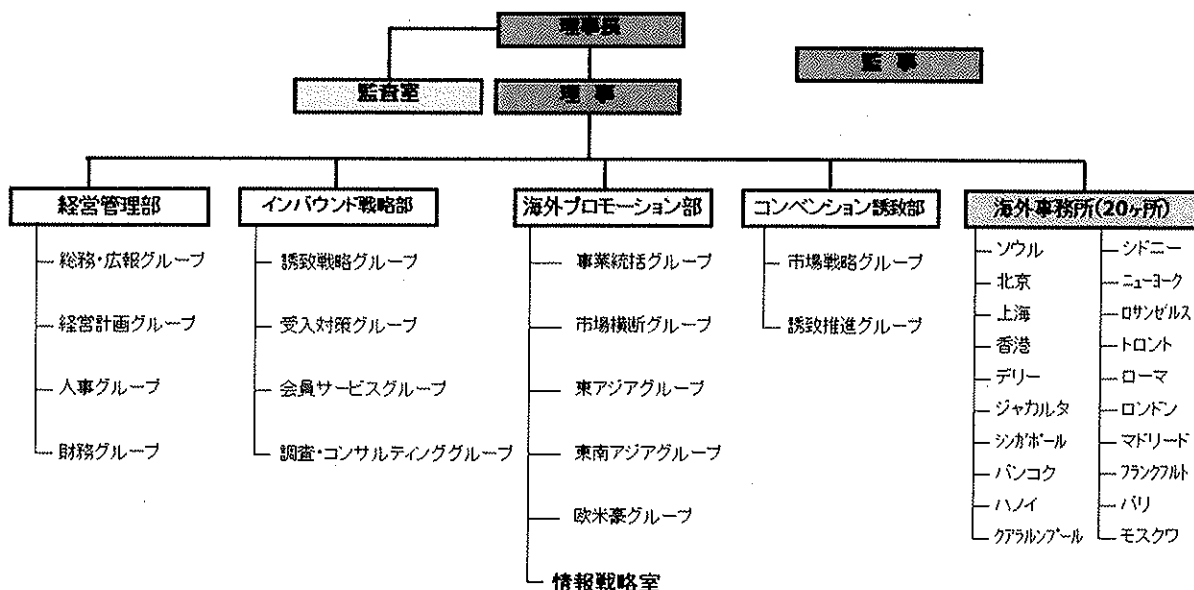 理事長
監事
監査室
理事
経営管理部
総務・広報グループ
経営計画グループ
人事グループ
財務グループ
インバウンド戦略部
誘致戦略グループ
受入対策グループ
会員サービスグループ
調査・コンサルティンググループ
海外プロモーション部
事業統括グループ
市場横断グループ
東アジアグループ
東南アジアグループ
欧米豪グループ
情報戦略室
コンベンション誘致部
市場戦略グループ
誘致推進グループ
海外事務所(20ヶ所)
ソウル
北京
上海
香港
デリー
ジャカルタ
シンガポール
バンコク
ハノイ
クアラルンプール
シドニー
ニューヨーク
ロサンゼルス
トロント
ローマ
ロンドン
マドリード
フランクフルト
パリ
モスクワ